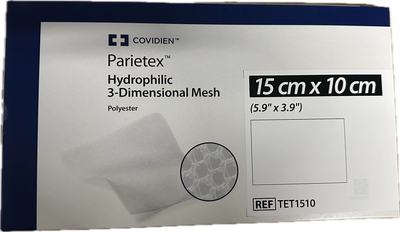 COVIDIEN™
Parietex™
Hydrophilic
3-Dimensional Mesh
Polyester
15 cm x 10 cm
(5.9" x 3.9")
REF TET1510